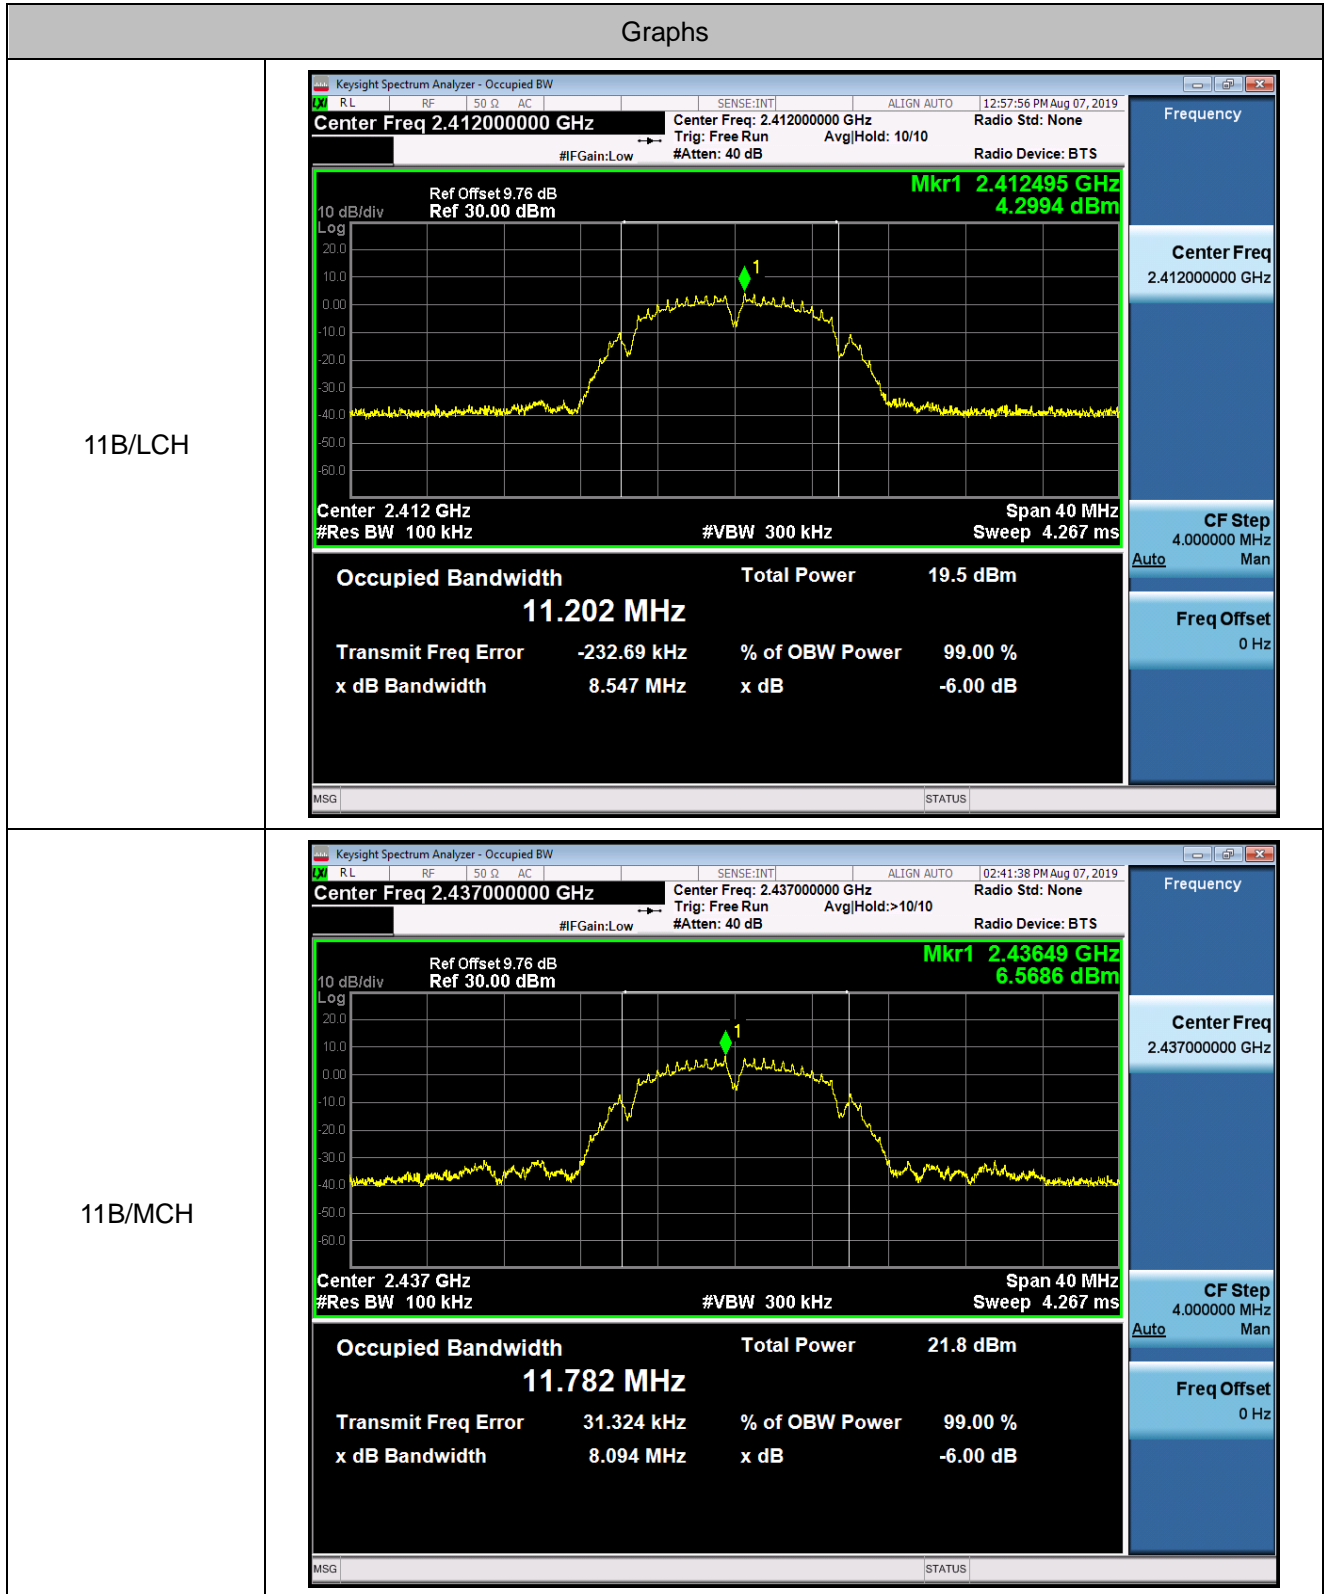 Graphs
11B/LCH
Keysight Spectrum Analyzer - Occupied BW
LXI RL RF 50 Ω AC SENSE:INT ALIGN AUTO 12:57:56 PM Aug 07, 2019
Center Freq 2.412000000 GHz
Center Freq: 2.412000000 GHz Radio Std: None
Trig: Free Run Avg|Hold: 10/10
#IFGain:Low #Atten: 40 dB Radio Device: BTS
Mkr1 2.412495 GHz
4.2994 dBm
Ref Offset 9.76 dB
10 dB/div Ref 30.00 dBm
Log
20.0
10.0
0.00
-10.0
-20.0
-30.0
-40.0
-50.0
-60.0
1
Center 2.412 GHz Span 40 MHz
#Res BW 100 kHz #VBW 300 kHz Sweep 4.267 ms
Occupied Bandwidth Total Power 19.5 dBm
11.202 MHz
Transmit Freq Error -232.69 kHz % of OBW Power 99.00 %
x dB Bandwidth 8.547 MHz x dB -6.00 dB
MSG STATUS
Frequency
Center Freq
2.412000000 GHz
CF Step
4.000000 MHz
Auto Man
Freq Offset
0 Hz
11B/MCH
Keysight Spectrum Analyzer - Occupied BW
LXI RL RF 50 Ω AC SENSE:INT ALIGN AUTO 02:41:38 PM Aug 07, 2019
Center Freq 2.437000000 GHz
Center Freq: 2.437000000 GHz Radio Std: None
Trig: Free Run Avg|Hold:>10/10
#IFGain:Low #Atten: 40 dB Radio Device: BTS
Mkr1 2.43649 GHz
6.5686 dBm
Ref Offset 9.76 dB
10 dB/div Ref 30.00 dBm
Log
20.0
10.0
0.00
-10.0
-20.0
-30.0
-40.0
-50.0
-60.0
1
Center 2.437 GHz Span 40 MHz
#Res BW 100 kHz #VBW 300 kHz Sweep 4.267 ms
Occupied Bandwidth Total Power 21.8 dBm
11.782 MHz
Transmit Freq Error 31.324 kHz % of OBW Power 99.00 %
x dB Bandwidth 8.094 MHz x dB -6.00 dB
MSG STATUS
Frequency
Center Freq
2.437000000 GHz
CF Step
4.000000 MHz
Auto Man
Freq Offset
0 Hz